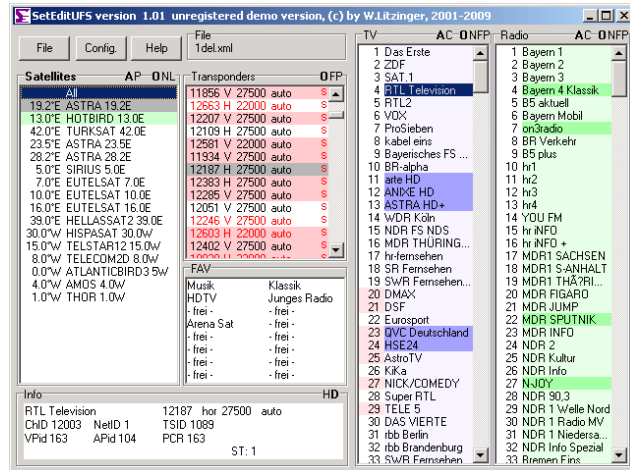 SetEditUFS version 1.01 unregistered demo version, (c) by W.Litzinger, 2001-2009
File Config. Help
File
1del.xml
Satellites A P O N L
All
19.2°E ASTRA 19.2E
13.0°E HOTBIRD 13.0E
42.0°E TURKSAT 42.0E
23.5°E ASTRA 23.5E
28.2°E ASTRA 28.2E
5.0°E SIRIUS 5.0E
7.0°E EUTELSAT 7.0E
10.0°E EUTELSAT 10.0E
16.0°E EUTELSAT 16.0E
39.0°E HELLASSAT2 39.0E
30.0°W HISPASAT 30.0W
15.0°W TELSTAR12 15.0W
8.0°W TELECOM2D 8.0W
0.0°W ATLANTICBIRD3 5W
4.0°W AMOS 4.0W
1.0°W THOR 1.0W
Transponders O F P
11856 V 27500 auto S
12663 H 22000 auto S
12207 V 27500 auto S
12109 H 27500 auto S
12581 V 22000 auto S
11934 V 27500 auto S
12187 H 27500 auto S
12383 H 27500 auto S
12285 V 27500 auto S
12051 V 27500 auto S
12246 V 27500 auto S
12603 H 22000 auto S
12402 V 27500 auto S
FAV
Musik Klassik
HDTV Junges Radio
- frei - - frei -
Arena Sat - frei -
- frei - - frei -
- frei - - frei -
- frei - - frei -
- frei - - frei -
Info HD
RTL Television 12187 hor 27500 auto
ChID 12003 NetID 1 TSID 1089
VPid 163 APid 104 PCR 163
ST: 1
TV A C O N F P
1 Das Erste
2 ZDF
3 SAT.1
4 RTL Television
5 RTL2
6 VOX
7 ProSieben
8 kabel eins
9 Bayerisches FS ...
10 BR-alpha
11 arte HD
12 ANIXE HD
13 ASTRA HD+
14 WDR Köln
15 NDR FS NDS
16 MDR THÜRING...
17 hr-fernsehen
18 SR Fernsehen
19 SWR Fernsehen...
20 DMAX
21 DSF
22 Eurosport
23 QVC Deutschland
24 HSE24
25 AstroTV
26 KiKa
27 NICK/COMEDY
28 Super RTL
29 TELE 5
30 DAS VIERTE
31 rbb Berlin
32 rbb Brandenburg
33 SWR Fernsehen
Radio A C O N F P
1 Bayern 1
2 Bayern 2
3 Bayern 3
4 Bayern 4 Klassik
5 B5 aktuell
6 Bayern Mobil
7 on3radio
8 BR Verkehr
9 B5 plus
10 hr1
11 hr2
12 hr3
13 hr4
14 YOU FM
15 hr iNFO
16 hr iNFO +
17 MDR1 SACHSEN
18 MDR1 S-ANHALT
19 MDR1 THÃ?RI...
20 MDR FIGARO
21 MDR JUMP
22 MDR SPUTNIK
23 MDR INFO
24 NDR 2
25 NDR Kultur
26 NDR Info
27 N-JOY
28 NDR 90,3
29 NDR 1 Welle Nord
30 NDR 1 Radio MV
31 NDR 1 Niedersa...
32 NDR Info Spezial
33 Bremen Eins